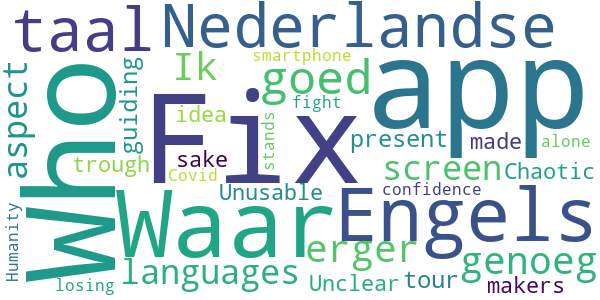 taal
Nederlandse
smartphone
Ik
goed
app
Who
aspect
guiding
Fix
idea
fight
stands
present
made
alone
trough
sake
Covid
screen
Chaotic
Unusable
confidence
Waar
Engels
Humanity
erger
genoeg
languages
Unclear
tour
makers
losing